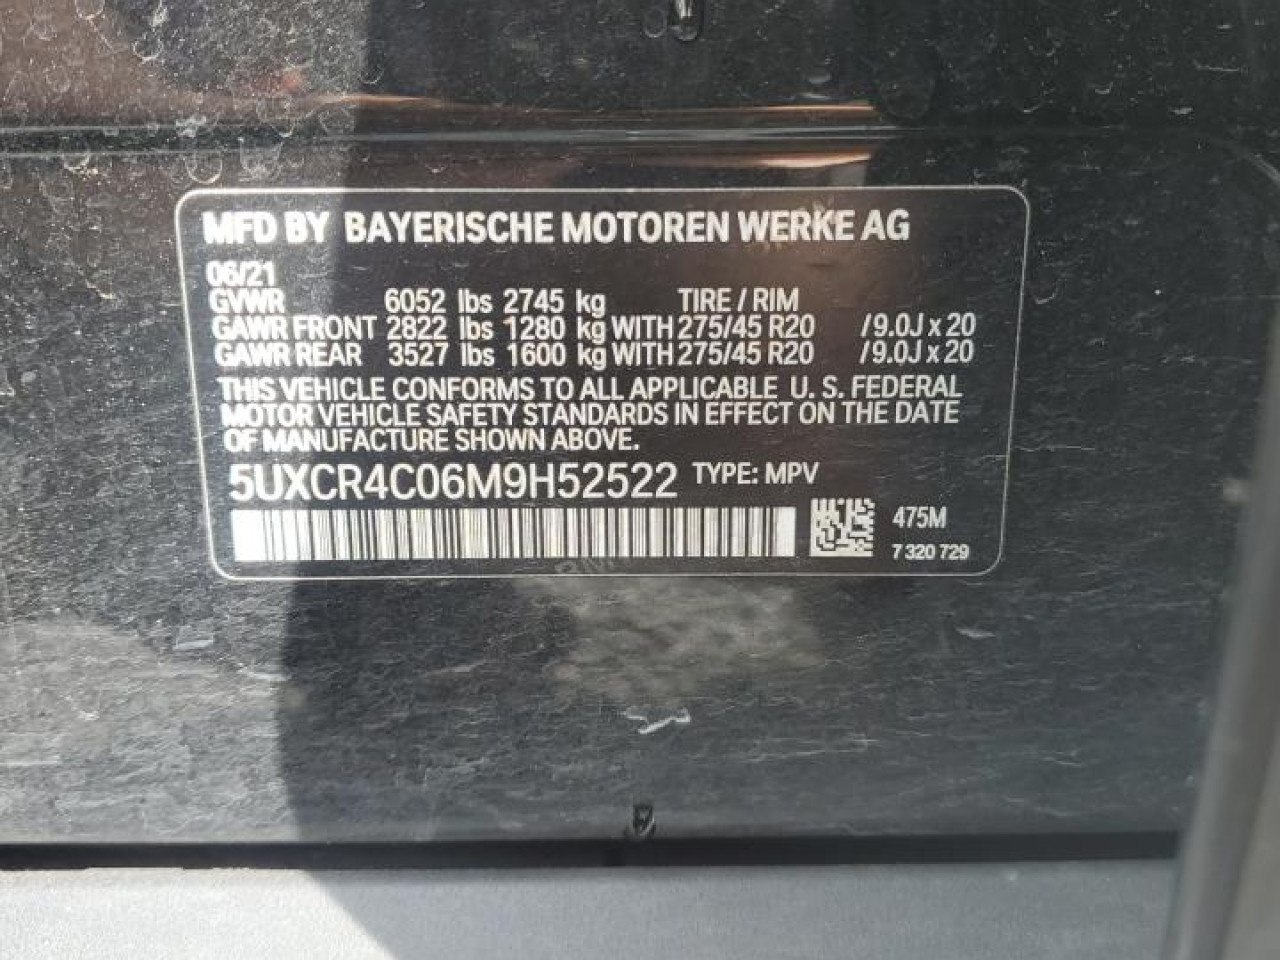 MFD BY BAYERISCHE MOTOREN WERKE AG
06/21
GVWR 6052 lbs 2745 kg TIRE / RIM
GAWR FRONT 2822 lbs 1280 kg WITH 275/45 R20 /9.0J x 20
GAWR REAR 3527 lbs 1600 kg WITH 275/45 R20 /9.0J x 20
THIS VEHICLE CONFORMS TO ALL APPLICABLE U. S. FEDERAL
MOTOR VEHICLE SAFETY STANDARDS IN EFFECT ON THE DATE
OF MANUFACTURE SHOWN ABOVE.
5UXCR4C06M9H52522 TYPE: MPV
475M
7 320 729